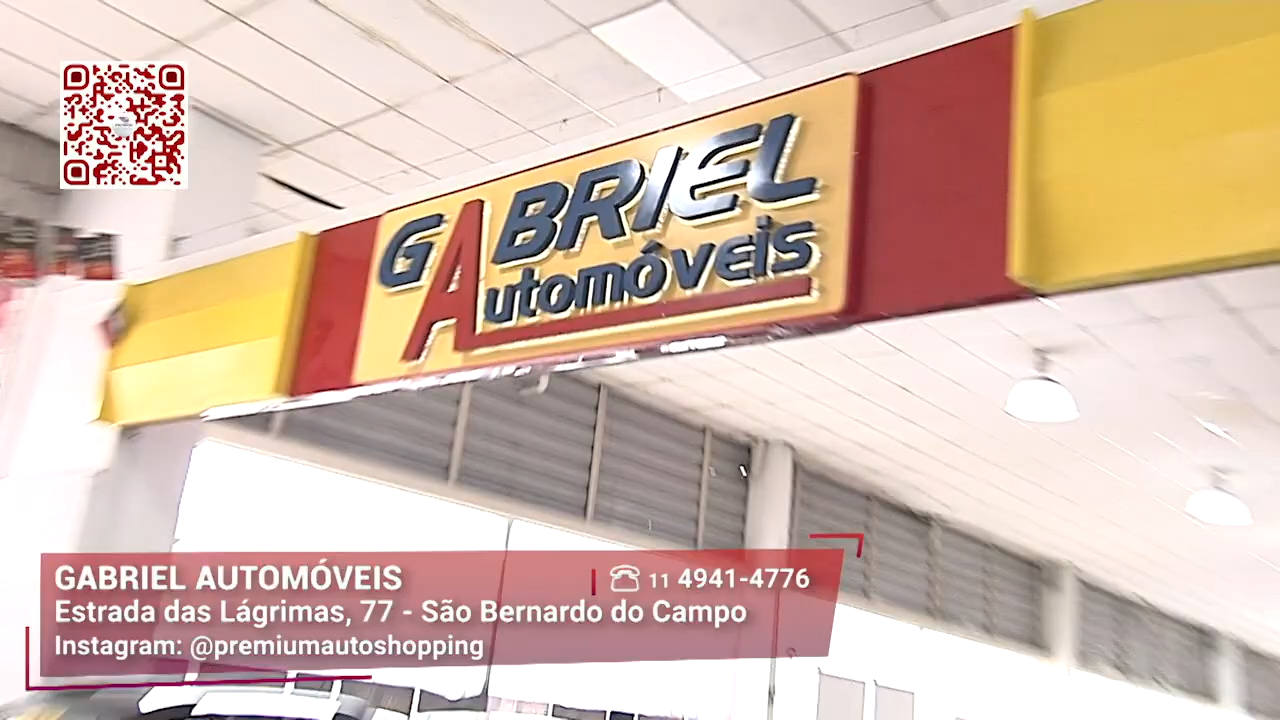 GABRIEL
Automóveis
GABRIEL AUTOMÓVEIS
11 4941-4776
Estrada das Lágrimas, 77 - São Bernardo do Campo
Instagram: @premiumautoshopping